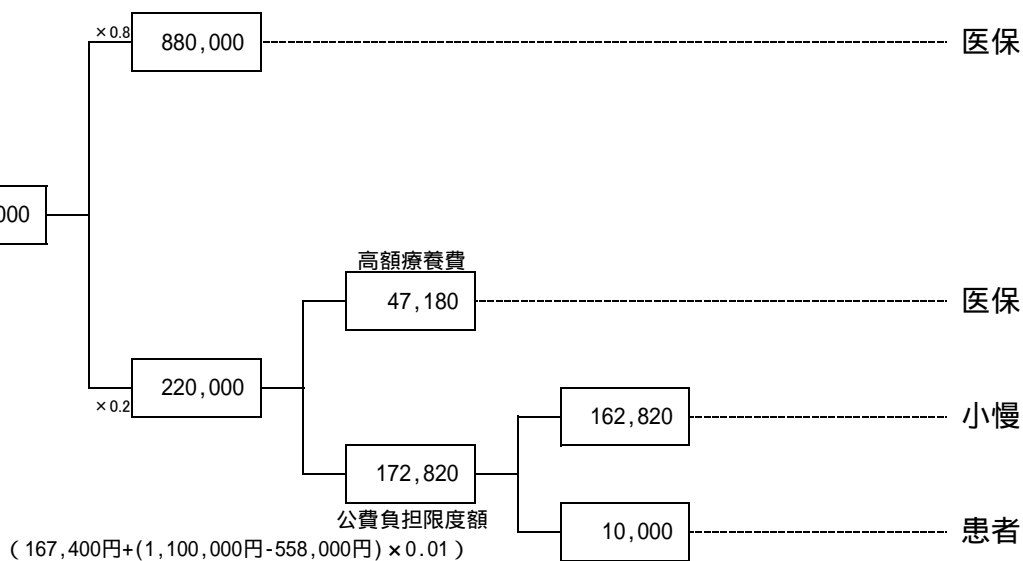 ×0.8
880,000
医保
000
高額療養費
47,180
医保
220,000
×0.2
162,820
小慢
172,820
公費負担限度額
10,000
患者
(167,400円+(1,100,000円-558,000円)×0.01)